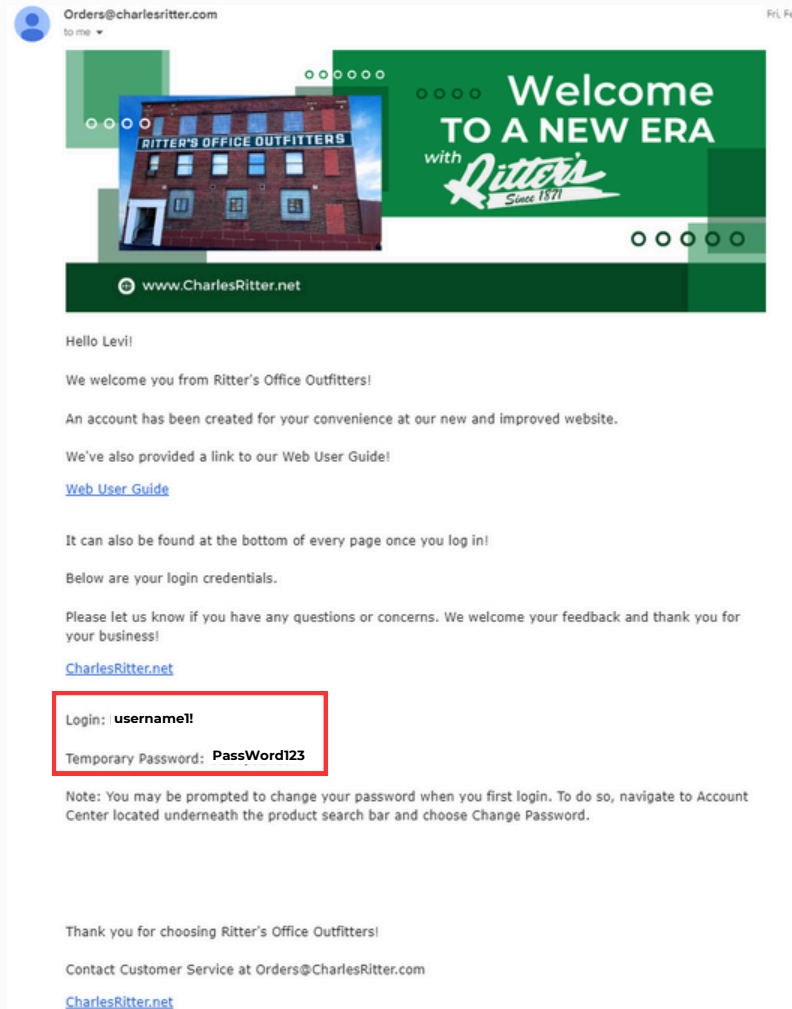 Orders@charlesritter.com
Fri, Fe
to me
Welcome
TO A NEW ERA
with Ritter's
Since 1871
RITTER'S OFFICE OUTFITTERS
www.CharlesRitter.net
Hello Levi!
We welcome you from Ritter's Office Outfitters!
An account has been created for your convenience at our new and improved website.
We've also provided a link to our Web User Guide!
Web User Guide
It can also be found at the bottom of every page once you log in!
Below are your login credentials.
Please let us know if you have any questions or concerns. We welcome your feedback and thank you for
your business!
CharlesRitter.net
Login: username1!
Temporary Password: PassWord123
Note: You may be prompted to change your password when you first login. To do so, navigate to Account
Center located underneath the product search bar and choose Change Password.
Thank you for choosing Ritter's Office Outfitters!
Contact Customer Service at Orders@CharlesRitter.com
CharlesRitter.net